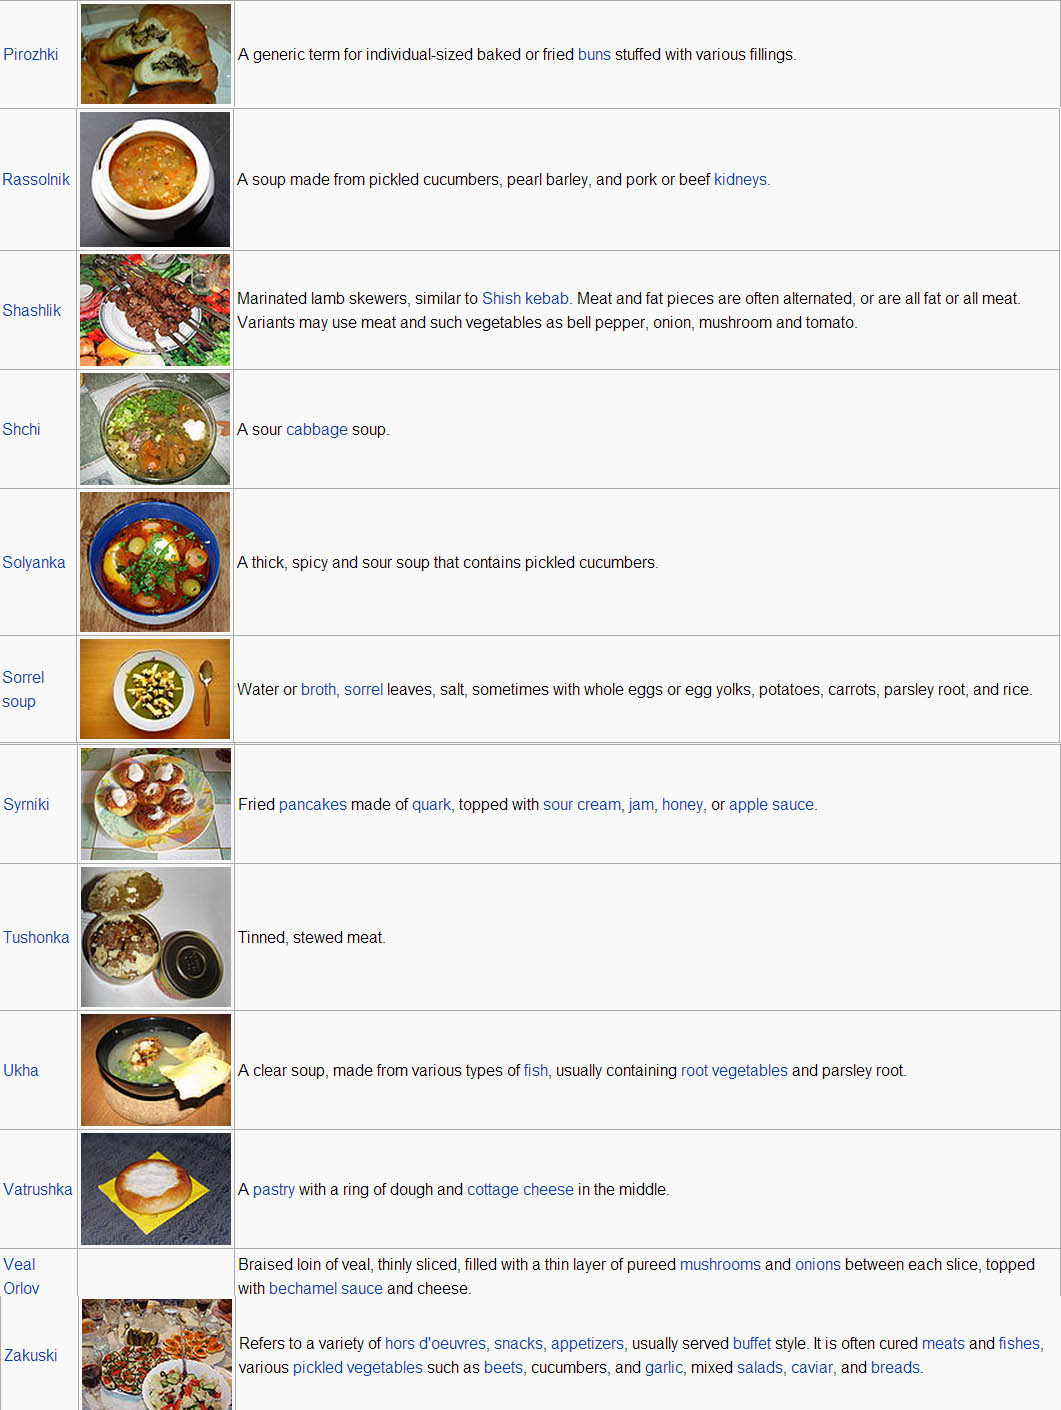 Pirozhki
A generic term for individual-sized baked or fried buns stuffed with various fillings.
Rassolnik
A soup made from pickled cucumbers, pearl barley, and pork or beef kidneys.
Shashlik
Marinated lamb skewers, similar to Shish kebab. Meat and fat pieces are often alternated, or are all fat or all meat.
Variants may use meat and such vegetables as bell pepper, onion, mushroom and tomato.
Shchi
A sour cabbage soup.
Solyanka
A thick, spicy and sour soup that contains pickled cucumbers.
Sorrel
soup
Water or broth, sorrel leaves, salt, sometimes with whole eggs or egg yolks, potatoes, carrots, parsley root, and rice.
Syrniki
Fried pancakes made of quark, topped with sour cream, jam, honey, or apple sauce.
Tushonka
Tinned, stewed meat.
Ukha
A clear soup, made from various types of fish, usually containing root vegetables and parsley root.
Vatrushka
A pastry with a ring of dough and cottage cheese in the middle.
Veal
Orlov
Braised loin of veal, thinly sliced, filled with a thin layer of pureed mushrooms and onions between each slice, topped
with bechamel sauce and cheese.
Zakuski
Refers to a variety of hors d'oeuvres, snacks, appetizers, usually served buffet style. It is often cured meats and fishes,
various pickled vegetables such as beets, cucumbers, and garlic, mixed salads, caviar, and breads.